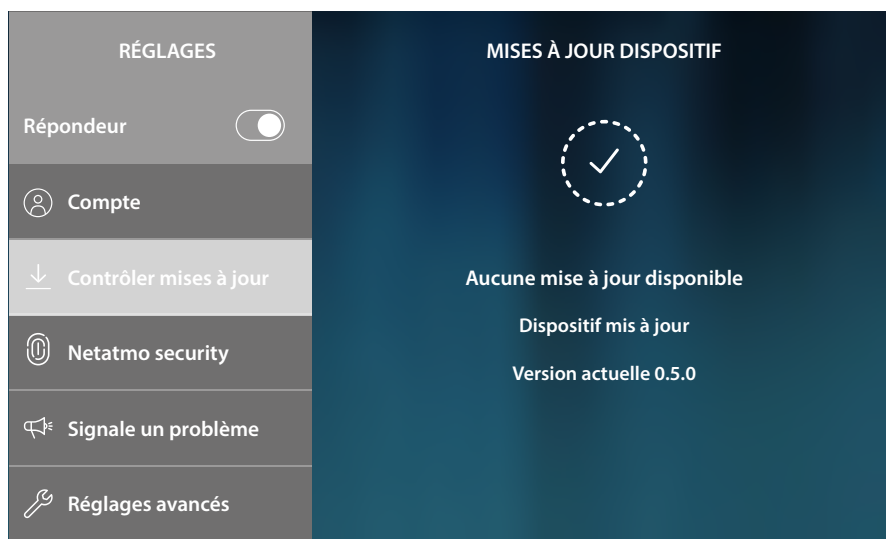 RÉGLAGES
Répondeur
Compte
Contrôler mises à jour
Netatmo security
Signale un problème
Réglages avancés
MISES À JOUR DISPOSITIF
Aucune mise à jour disponible
Dispositif mis à jour
Version actuelle 0.5.0